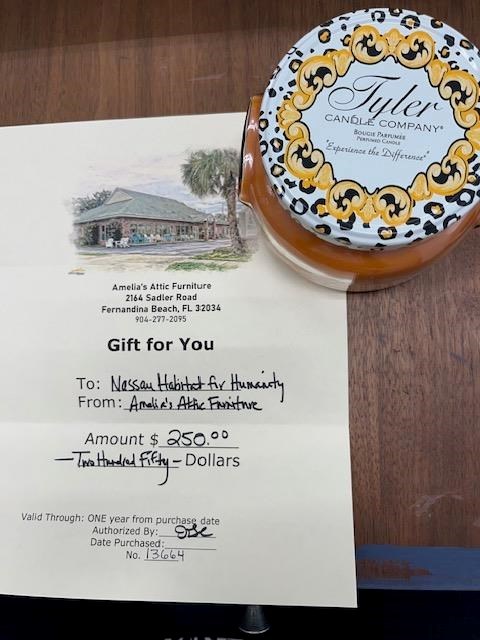 Tyler
CANDLE COMPANY®
BOUGIE PARFUMÉE
PERFUMED CANDLE
"Experience the Difference"
Amelia's Attic Furniture
2164 Sadler Road
Fernandina Beach, FL 32034
904-277-2095
Gift for You
To: Nassau Habitat for Humanity
From: Amelia's Attic Furniture
Amount $ 250.00
—Two Hundred Fifty— Dollars
Valid Through: ONE year from purchase date
Authorized By:
Date Purchased:
No. 13664